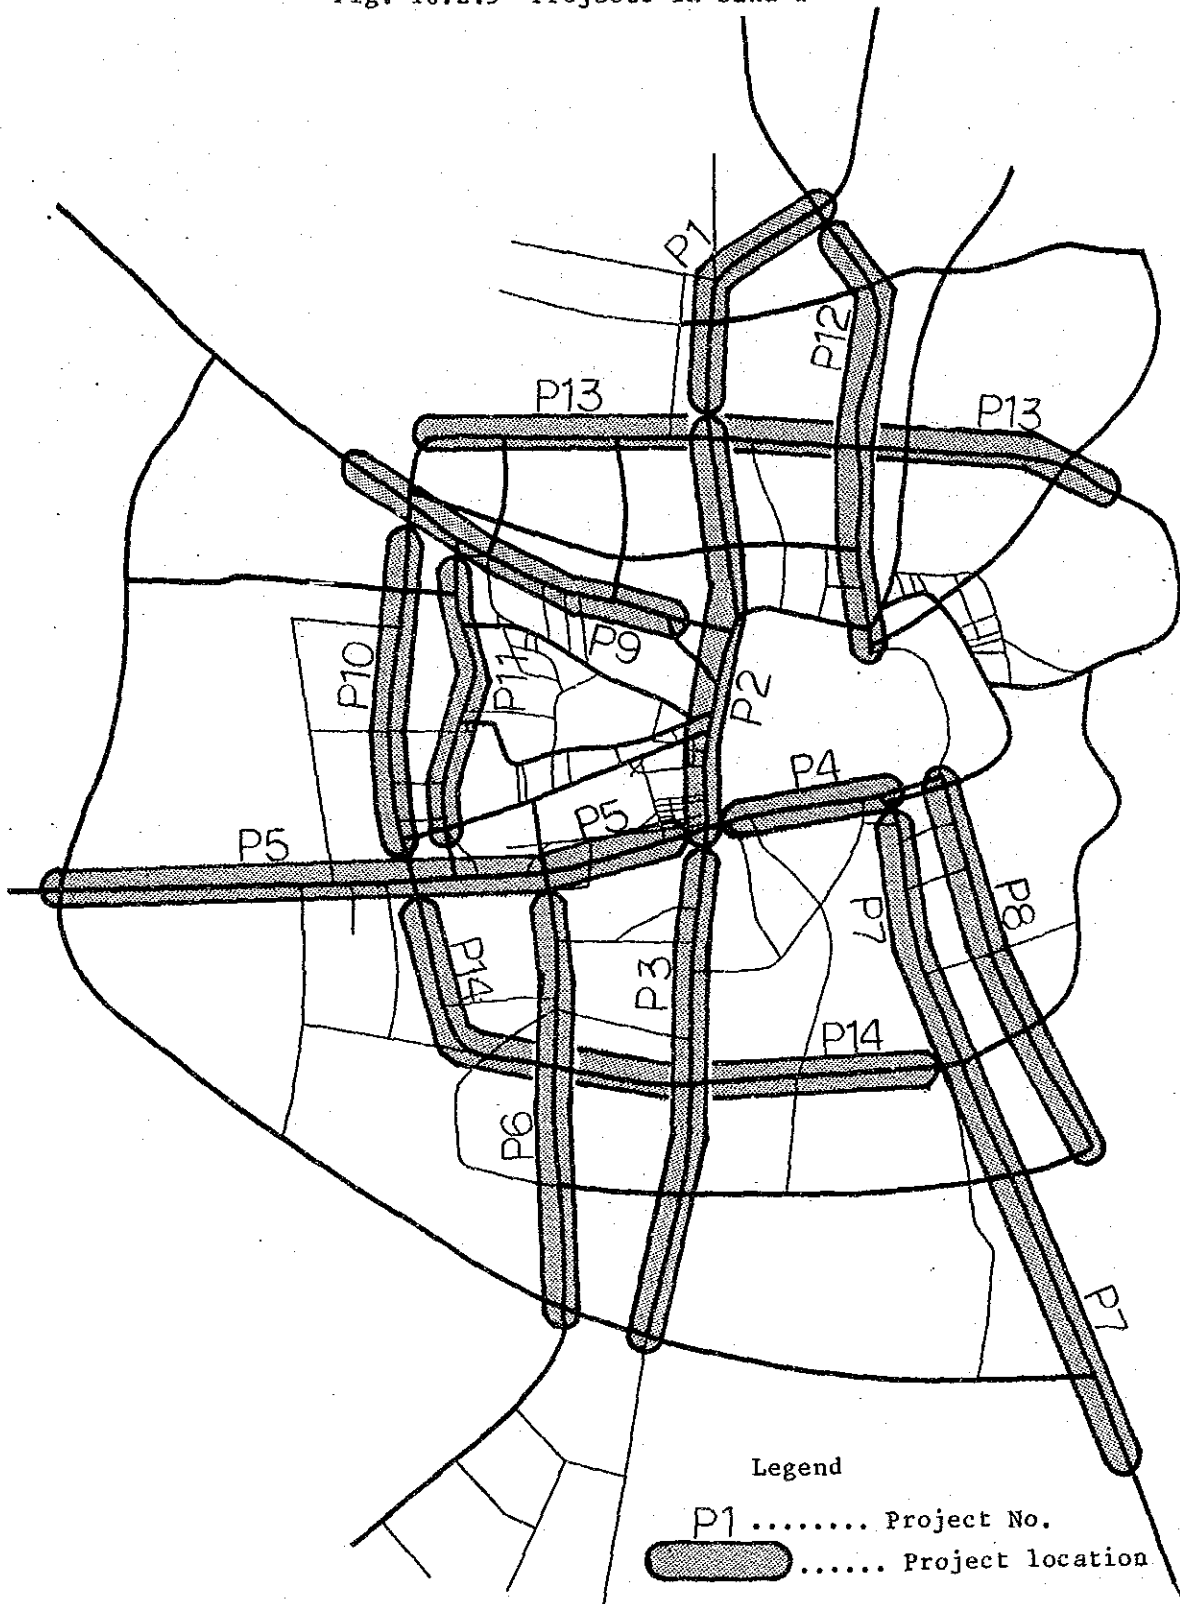 P1
P12
P13
P13
P9
P10
P11
P2
P4
P5
P5
P7
P8
P14
P3
P14
P6
P7
Legend
P1 ........ Project No.
...... Project location